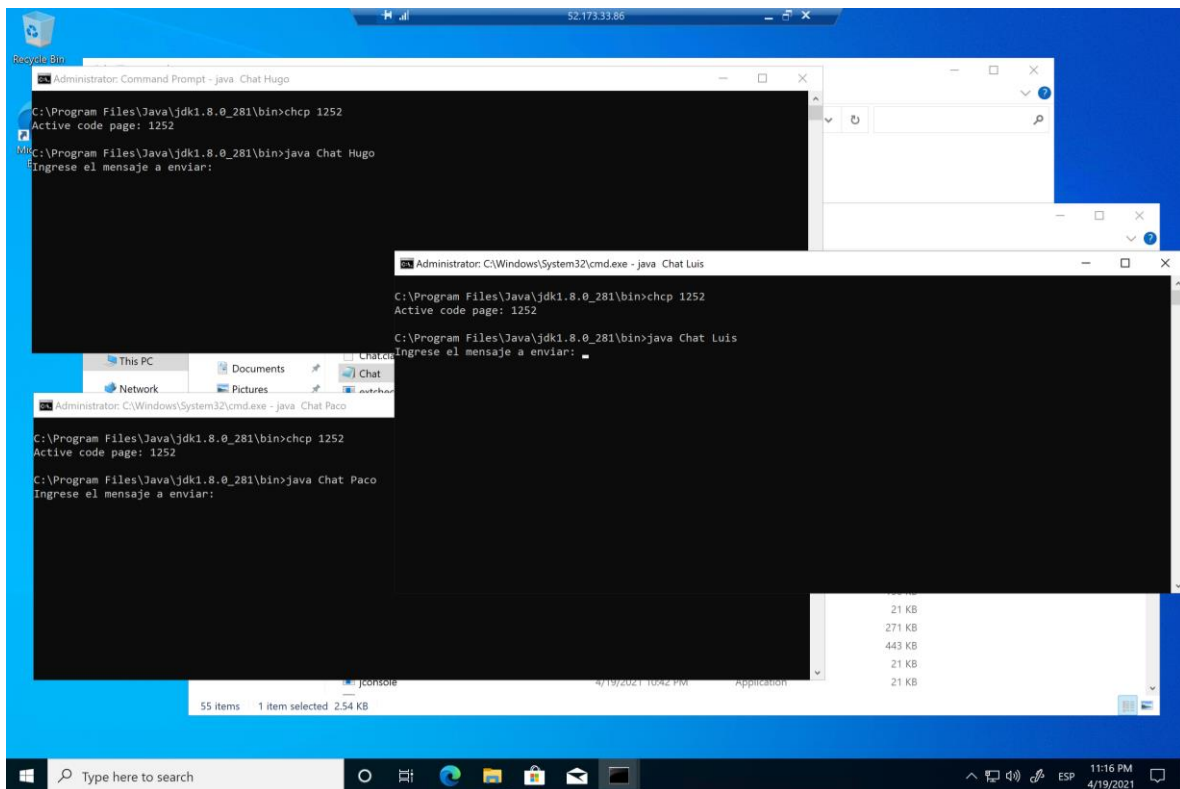 52.173.33.86
Recycle Bin
Administrator: Command Prompt - java Chat Hugo
C:\Program Files\Java\jdk1.8.0_281\bin>chcp 1252
Active code page: 1252
C:\Program Files\Java\jdk1.8.0_281\bin>java Chat Hugo
Ingrese el mensaje a enviar:
Administrator: C:\Windows\System32\cmd.exe - java Chat Luis
C:\Program Files\Java\jdk1.8.0_281\bin>chcp 1252
Active code page: 1252
C:\Program Files\Java\jdk1.8.0_281\bin>java Chat Luis
Ingrese el mensaje a enviar:
This PC
Documents
Chat
Network
Pictures
Administrator: C:\Windows\System32\cmd.exe - java Chat Paco
C:\Program Files\Java\jdk1.8.0_281\bin>chcp 1252
Active code page: 1252
C:\Program Files\Java\jdk1.8.0_281\bin>java Chat Paco
Ingrese el mensaje a enviar:
21 KB
271 KB
443 KB
21 KB
jconsole 4/19/2021 10:42 PM Application 21 KB
55 items 1 item selected 2.54 KB
Type here to search
ESP
11:16 PM
4/19/2021